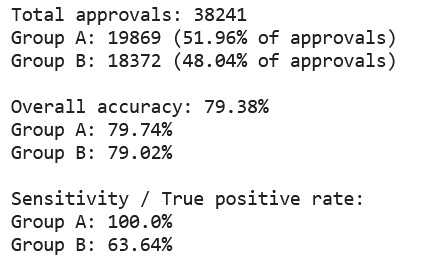 Total approvals: 38241
Group A: 19869 (51.96% of approvals)
Group B: 18372 (48.04% of approvals)
Overall accuracy: 79.38%
Group A: 79.74%
Group B: 79.02%
Sensitivity / True positive rate:
Group A: 100.0%
Group B: 63.64%